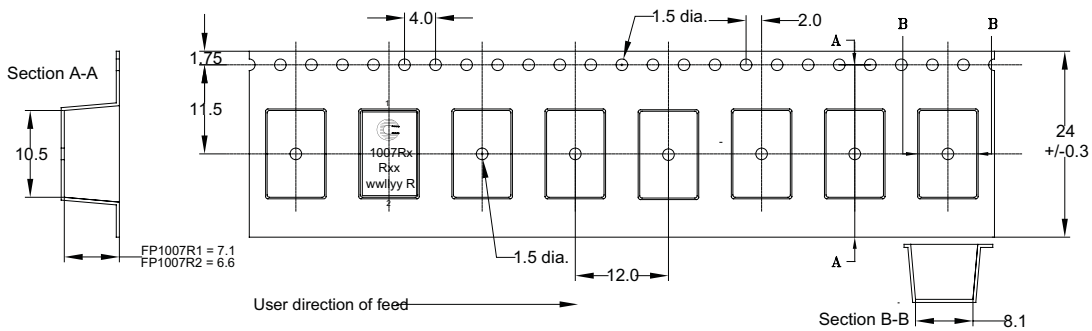 4.0
1.5 dia.
2.0
B
B
A
1.75
Section A-A
11.5
10.5
1
1007Rx
Rxx
wwllyy R
2
24
+/-0.3
FP1007R1 = 7.1
FP1007R2 = 6.6
1.5 dia.
12.0
A
User direction of feed
Section B-B
8.1